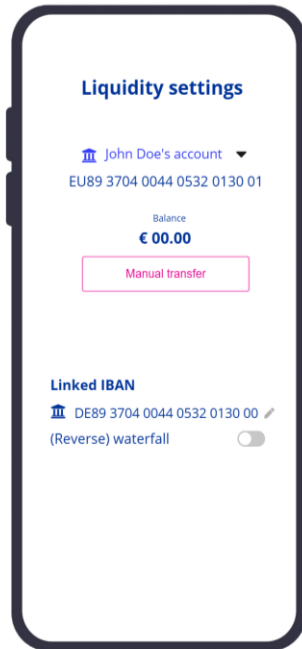 Liquidity settings
John Doe's account
EU89 3704 0044 0532 0130 01
Balance
€ 00.00
Manual transfer
Linked IBAN
DE89 3704 0044 0532 0130 00
(Reverse) waterfall